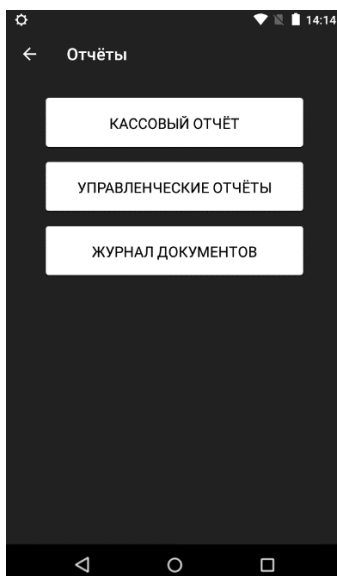 14:14
Отчёты
КАССОВЫЙ ОТЧЁТ
УПРАВЛЕНЧЕСКИЕ ОТЧЁТЫ
ЖУРНАЛ ДОКУМЕНТОВ